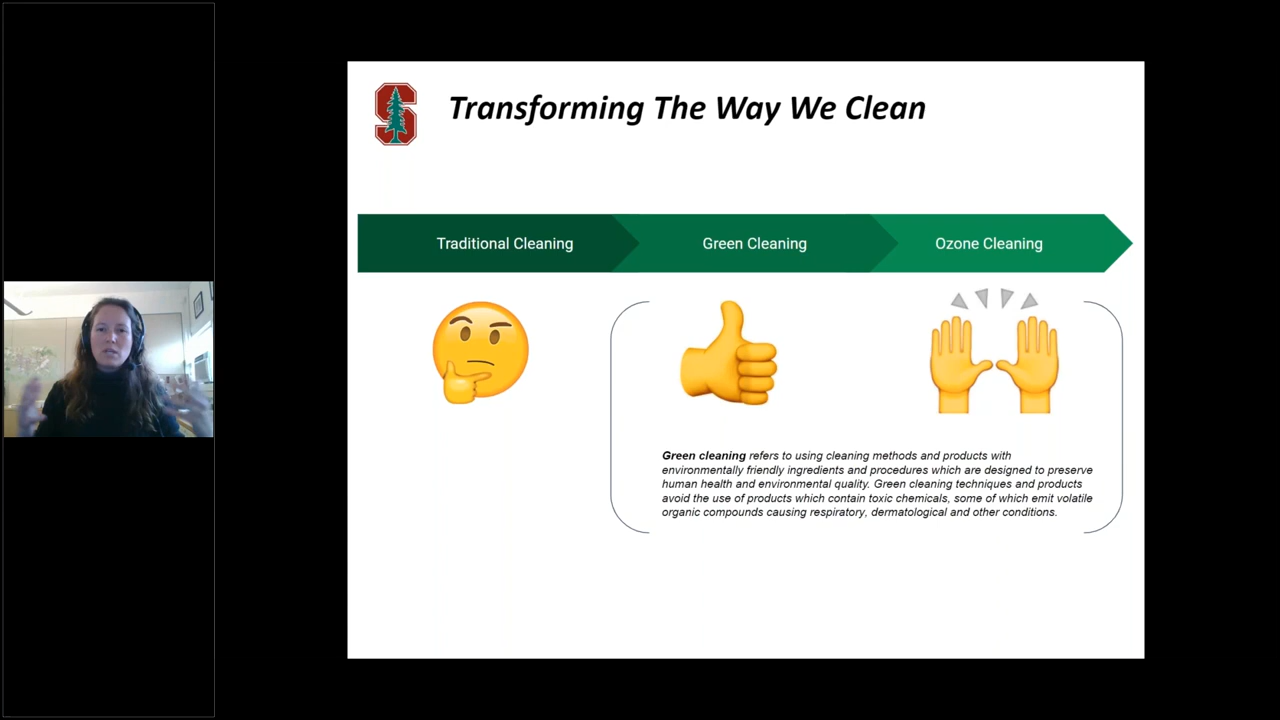 Transforming The Way We Clean
Traditional Cleaning
Green Cleaning
Ozone Cleaning
Green cleaning refers to using cleaning methods and products with
environmentally friendly ingredients and procedures which are designed to preserve
human health and environmental quality. Green cleaning techniques and products
avoid the use of products which contain toxic chemicals, some of which emit volatile
organic compounds causing respiratory, dermatological and other conditions.